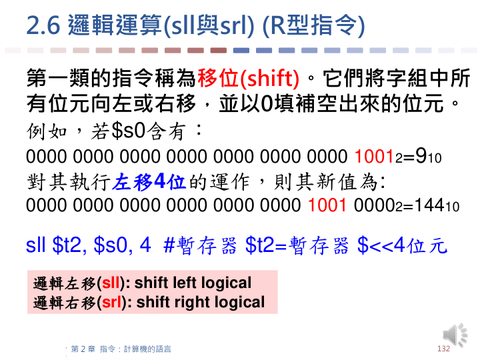 2.6 邏輯運算(sll與srl) (R型指令)
第一類的指令稱為移位(shift)。它們將字組中所
有位元向左或右移，並以0填補空出來的位元。
例如，若$s0含有：
0000 0000 0000 0000 0000 0000 0000 1001₂=9₁₀
對其執行左移4位的運作，則其新值為:
0000 0000 0000 0000 0000 0000 1001 0000₂=144₁₀
sll $t2, $s0, 4 #暫存器 $t2=暫存器 $<<4位元
邏輯左移(sll): shift left logical
邏輯右移(srl): shift right logical
第 2 章 指令：計算機的語言
132